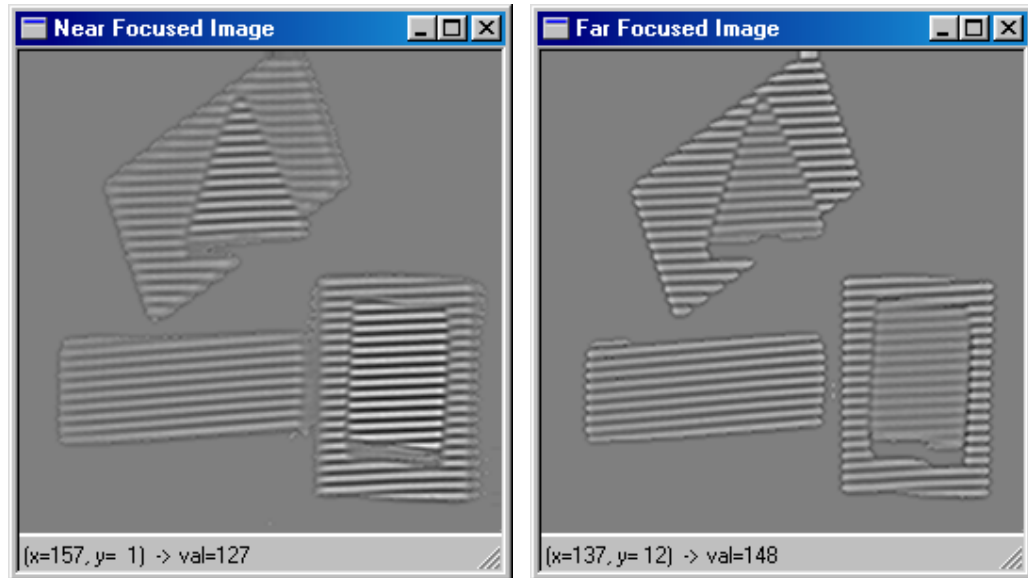 Near Focused Image
(x=157, y= 1) -> val=127
Far Focused Image
(x=137, y= 12) -> val=148